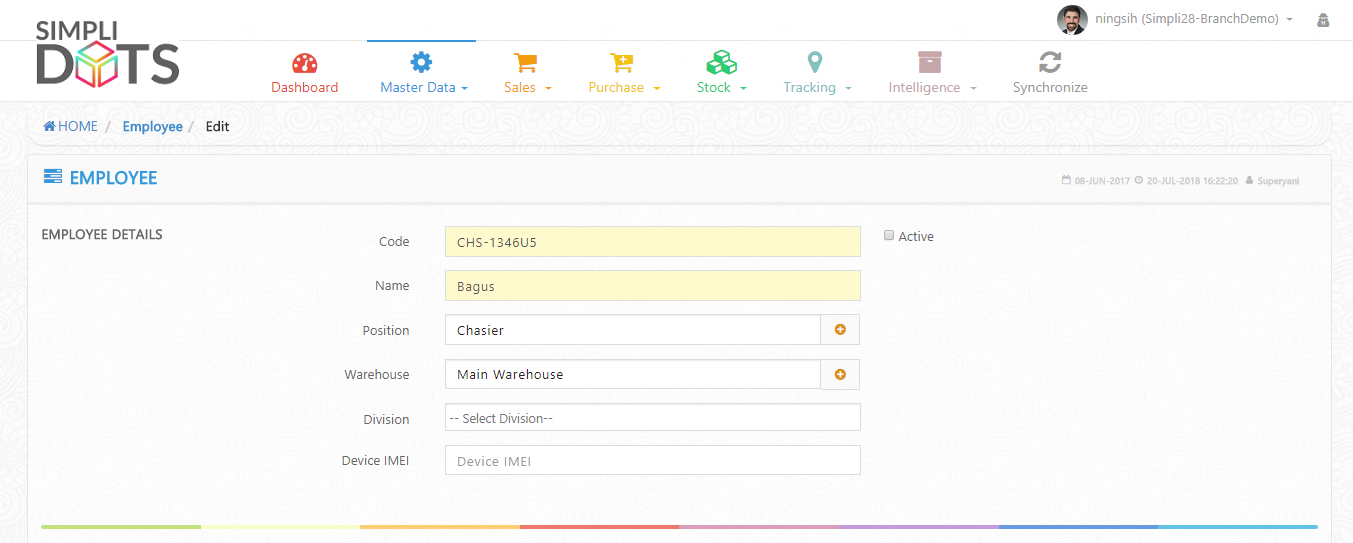 SIMPLI
DOTS
ningsih (Simpli28-BranchDemo)
Dashboard Master Data Sales Purchase Stock Tracking Intelligence Synchronize
HOME / Employee / Edit
EMPLOYEE
08-JUN-2017 20-JUL-2018 16:22:20 Superyani
EMPLOYEE DETAILS
Code CHS-1346U5 Active
Name Bagus
Position Chasier
Warehouse Main Warehouse
Division -- Select Division--
Device IMEI Device IMEI